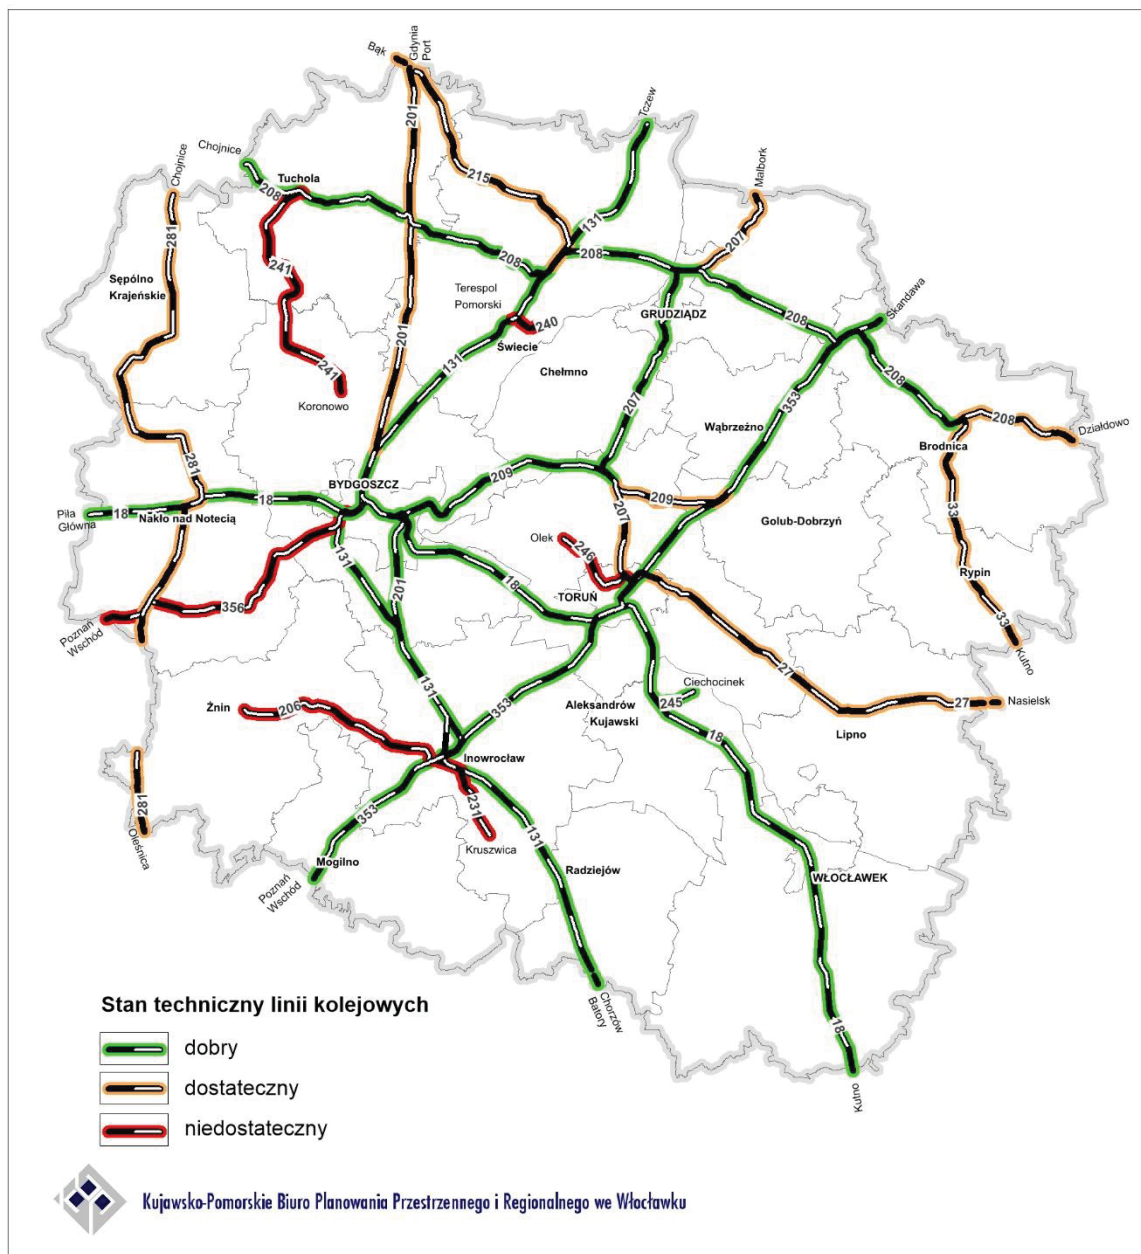 Bąk
Gdynia
Port
201
Tczew
Chojnice
Chojnice
208
Tuchola
215
Malbork
131
207
281
241
208
208
Sępólno
Krajeńskie
Terespol
Pomorski
GRUDZIĄDZ
208
Skandawa
240
Świecie
201
131
Chełmno
241
Koronowo
207
353
208
Wąbrzeźno
208
Działdowo
Brodnica
281
BYDGOSZCZ
209
209
18
18
Piła
Główna
Nakło nad Notecią
207
Golub-Dobrzyń
33
Olek
246
131
201
18
TORUŃ
Rypin
356
33
Poznań
Wschód
Kutno
27
Ciechocinek
245
131
Żnin
206
353
Aleksandrów
Kujawski
18
27
Nasielsk
Lipno
Inowrocław
281
Oleśnica
353
231
Kruszwica
131
Mogilno
Poznań
Wschód
Radziejów
WŁOCŁAWEK
Chorzów
Batory
18
Kutno
Stan techniczny linii kolejowych
dobry
dostateczny
niedostateczny
Kujawsko-Pomorskie Biuro Planowania Przestrzennego i Regionalnego we Włocławku